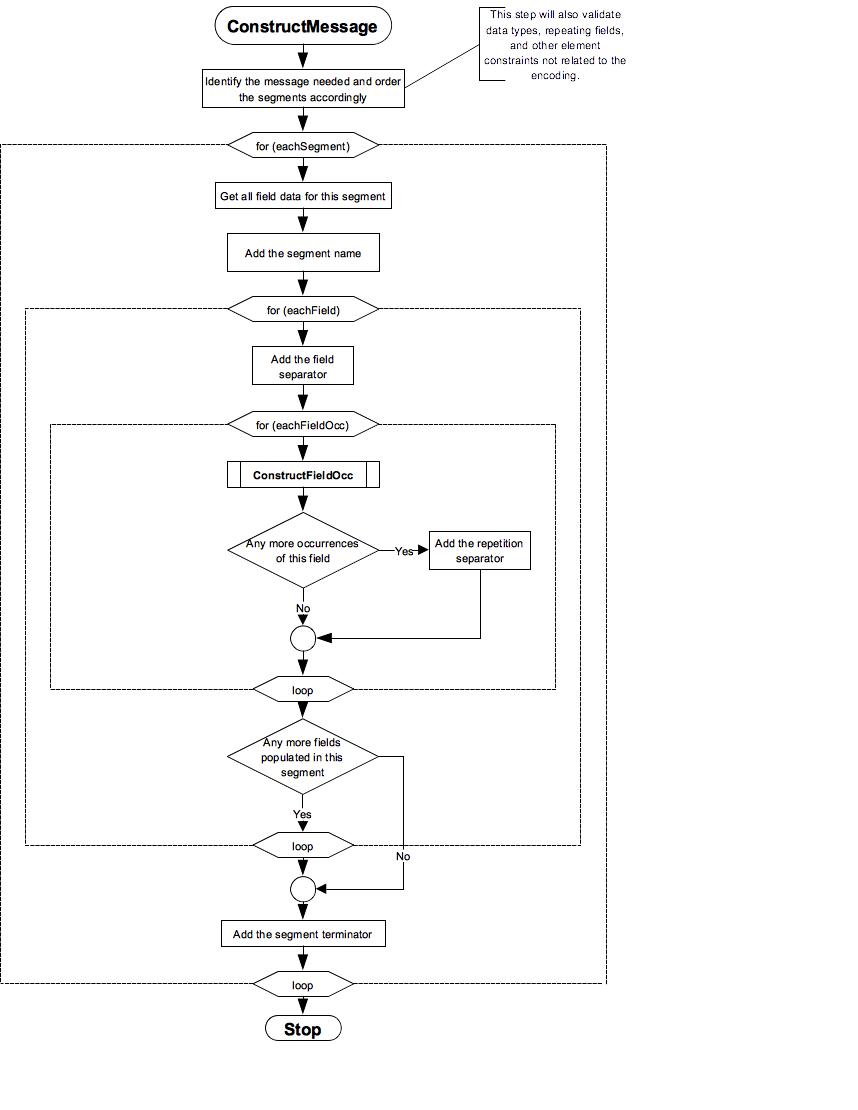 ConstructMessage
This step will also validate
data types, repeating fields,
and other element
constraints not related to the
encoding.
Identify the message needed and order
the segments accordingly
for (eachSegment)
Get all field data for this segment
Add the segment name
for (eachField)
Add the field
separator
for (eachFieldOcc)
ConstructFieldOcc
Any more occurrences
of this field
Yes
Add the repetition
separator
No
loop
Any more fields
populated in this
segment
Yes
loop
No
Add the segment terminator
loop
Stop